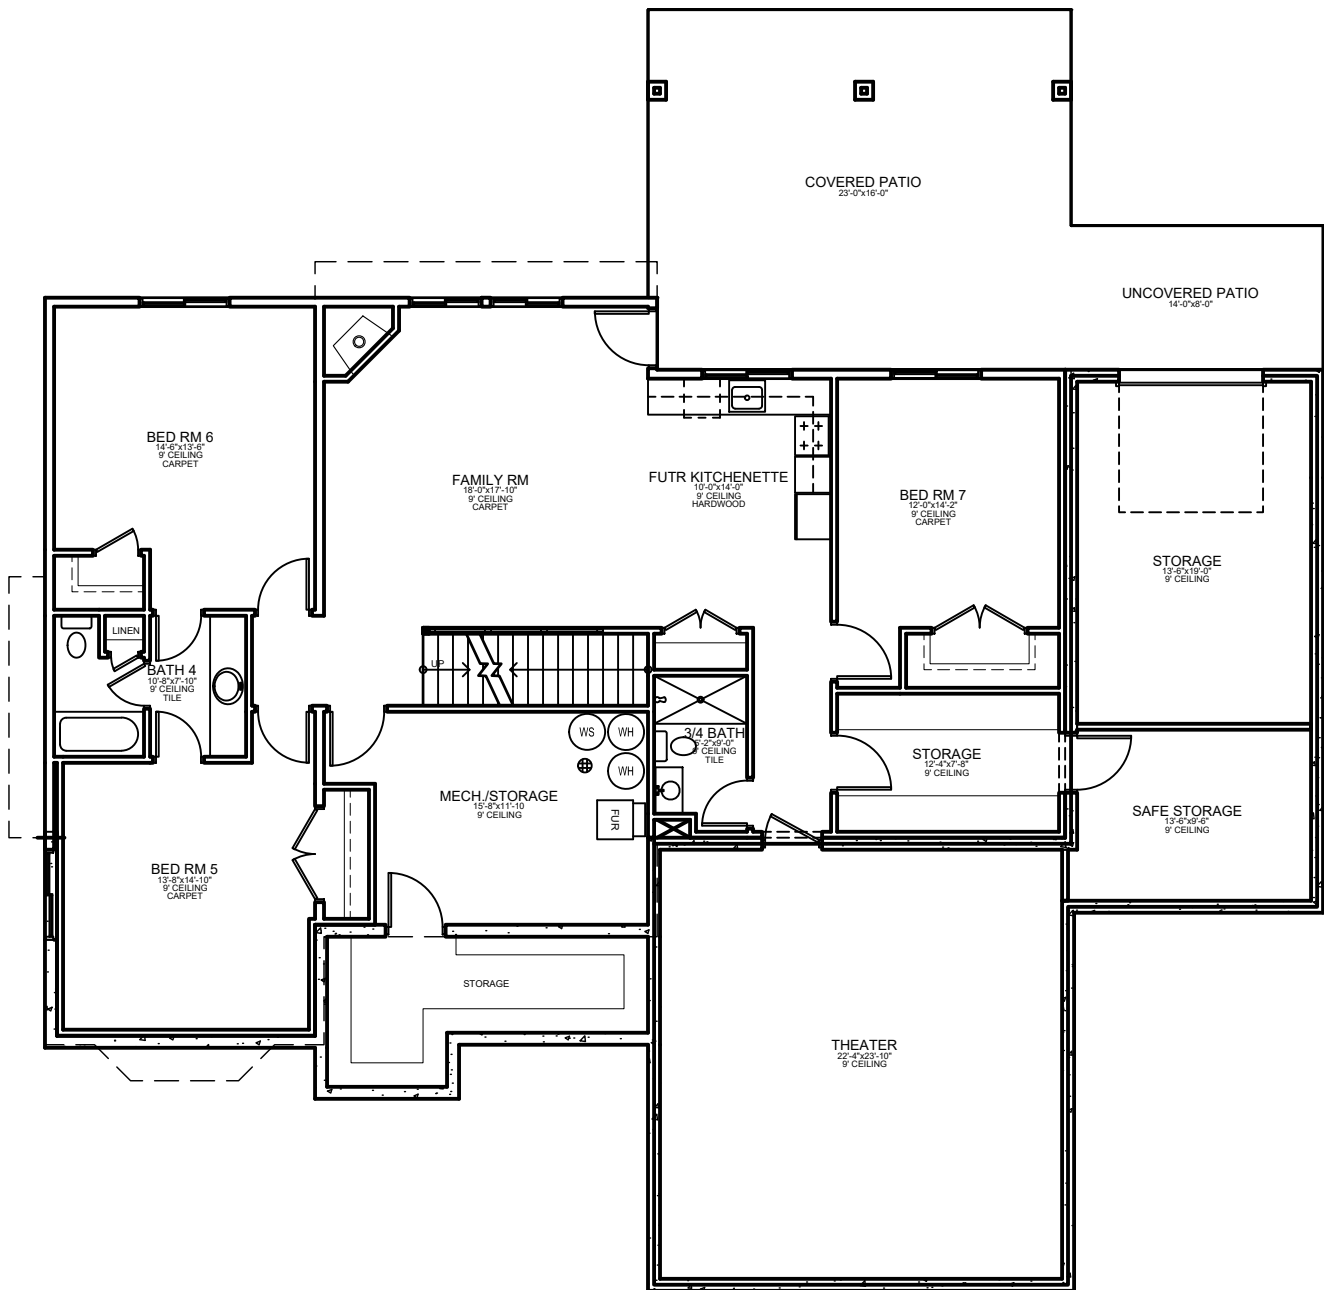 COVERED PATIO
23'-0"x16'-0"
UNCOVERED PATIO
14'-0"x8'-0"
BED RM 6
14'-6"x13'-6"
9' CEILING
CARPET
FAMILY RM
18'-0"x17'-10"
9' CEILING
CARPET
FUTR KITCHENETTE
10'-0"x14'-0"
9' CEILING
HARDWOOD
BED RM 7
12'-0"x14'-2"
9' CEILING
CARPET
STORAGE
13'-6"x19'-0"
9' CEILING
LINEN
UP
BATH 4
10'-8"x7'-10"
9' CEILING
TILE
WS
WH
WH
FUR
3/4 BATH
5'-2"x9'-0"
9' CEILING
TILE
STORAGE
12'-4"x7'-8"
9' CEILING
MECH./STORAGE
15'-8"x11'-10
9' CEILING
SAFE STORAGE
13'-6"x9'-6"
9' CEILING
BED RM 5
13'-8"x14'-10"
9' CEILING
CARPET
STORAGE
THEATER
22'-4"x23'-10"
9' CEILING